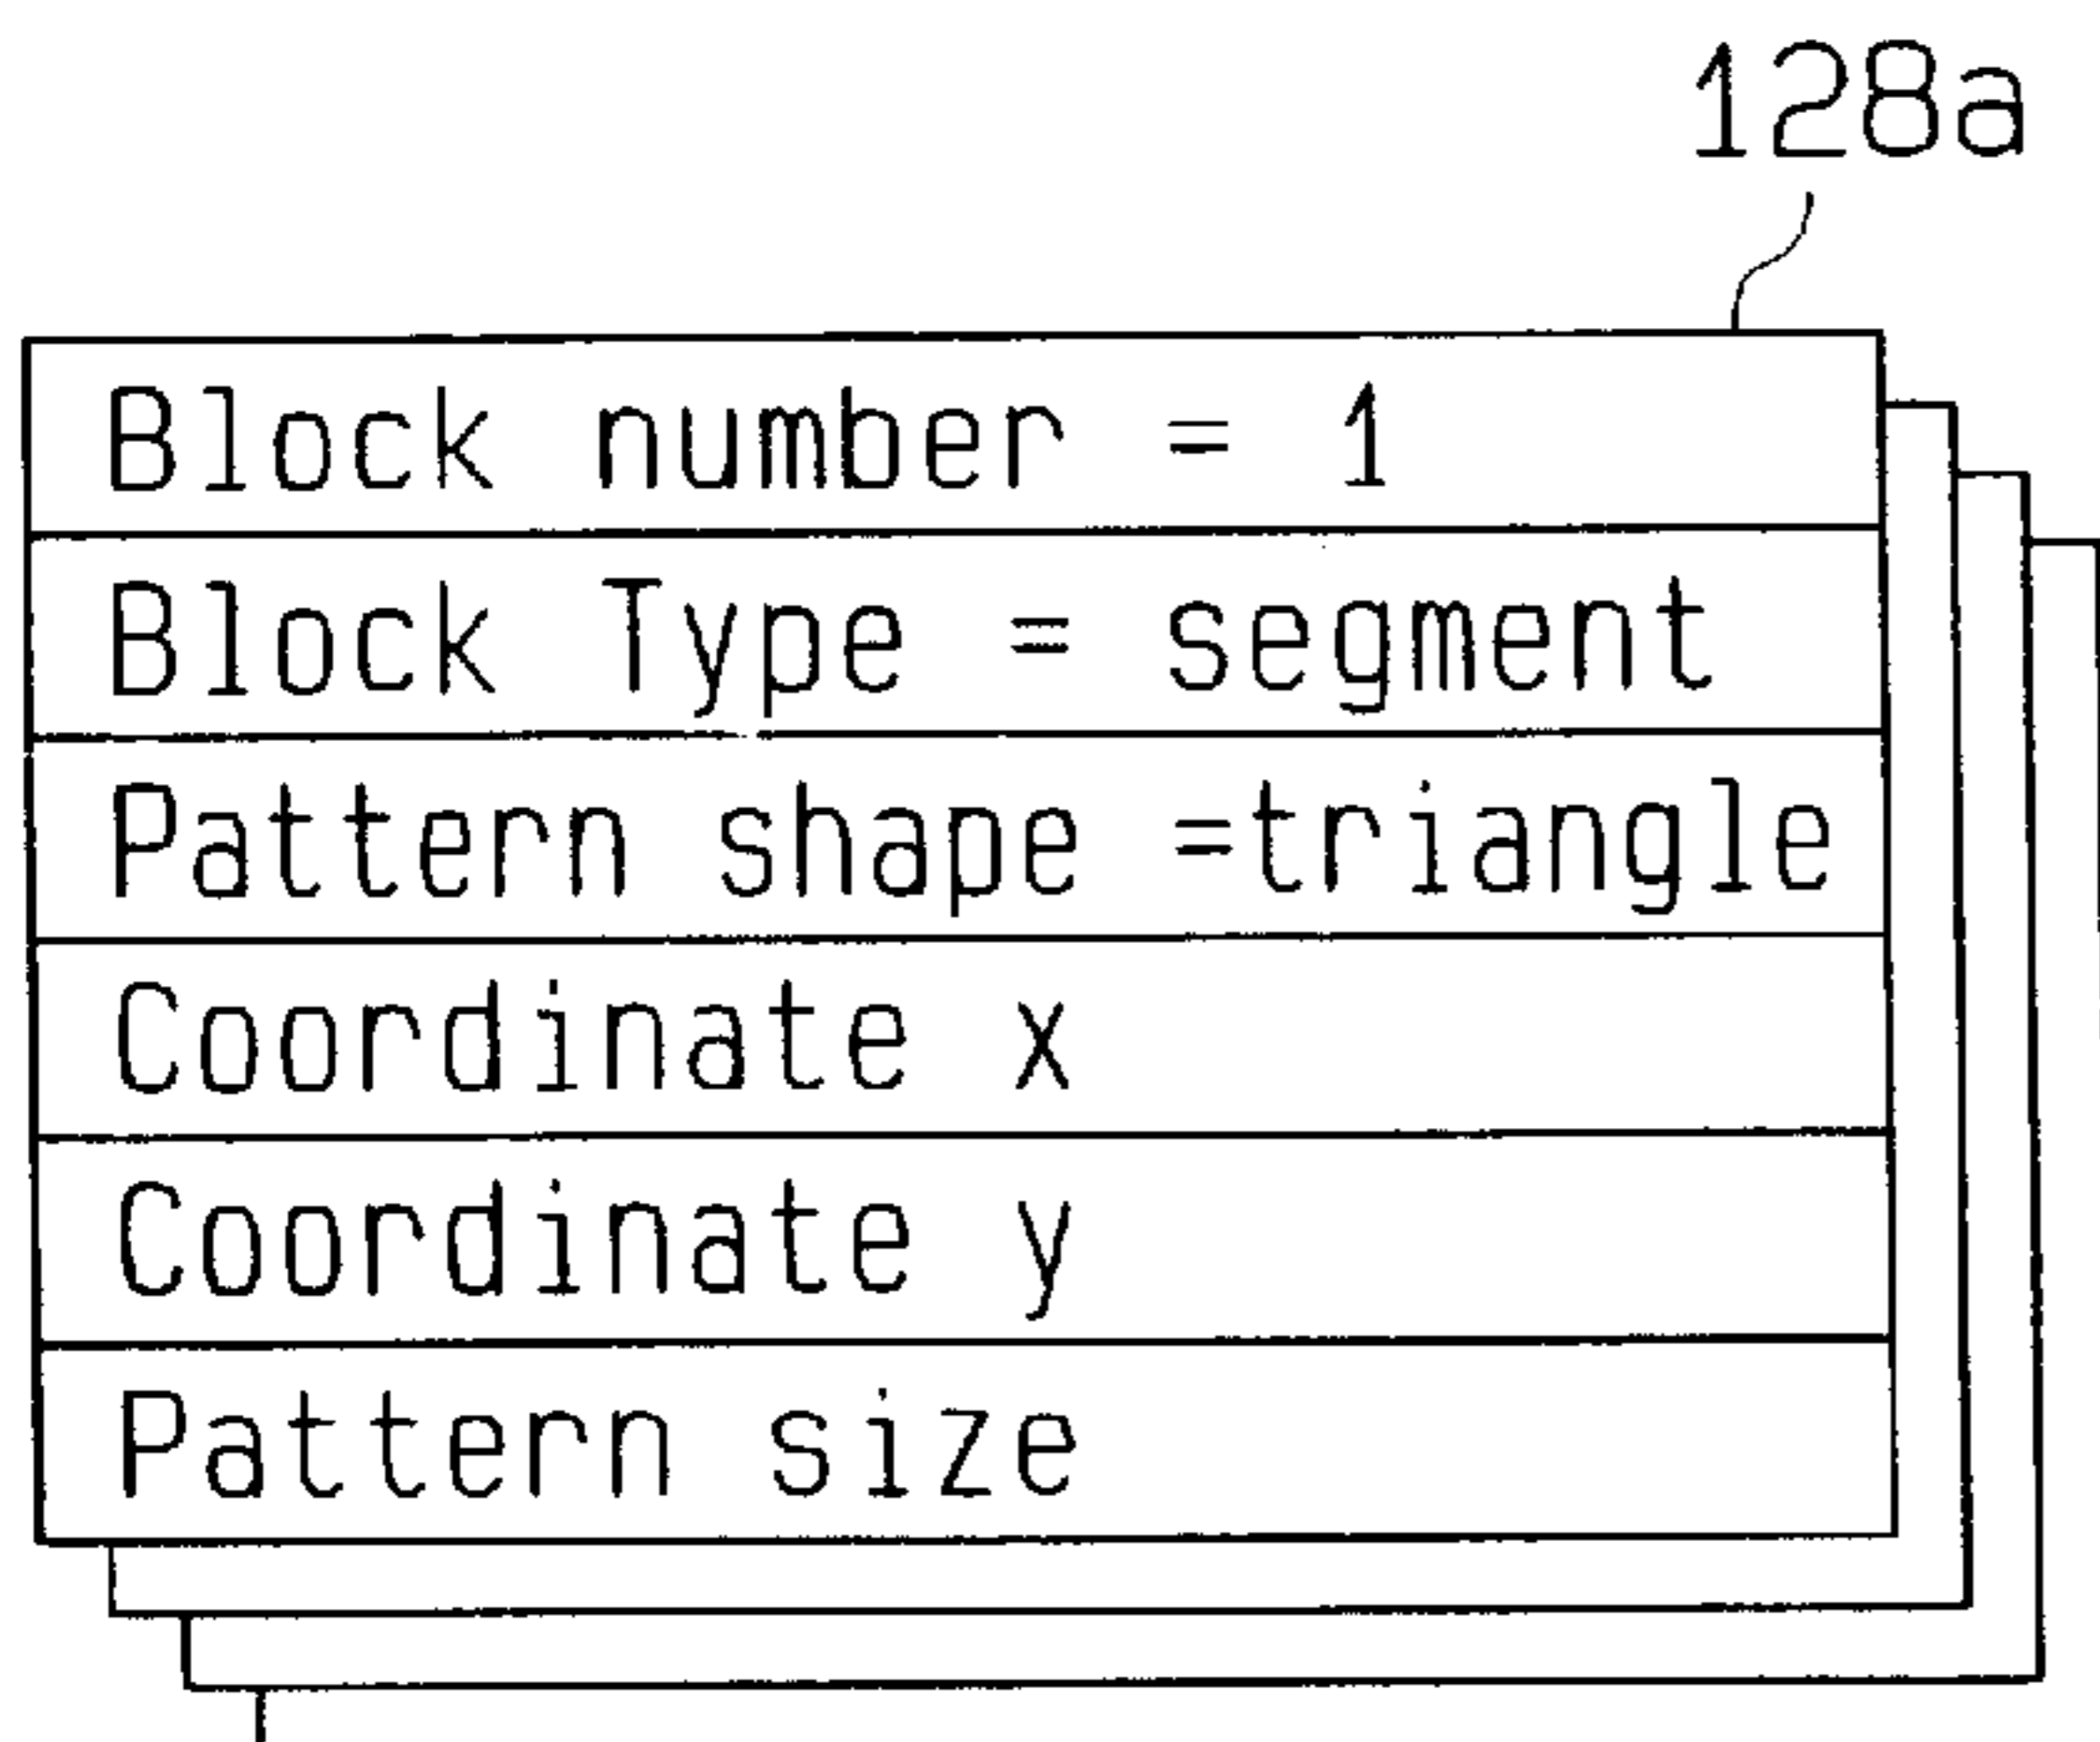 128a
Block number = 1
Block Type = segment
Pattern shape =triangle
Coordinate x
Coordinate y
Pattern size